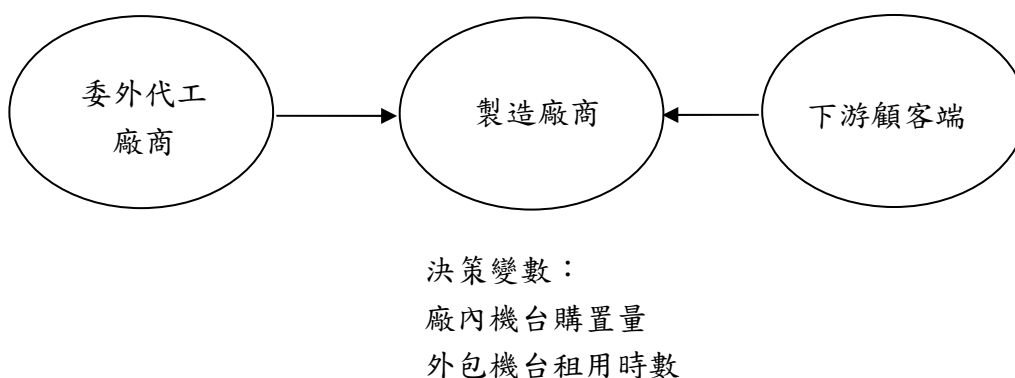 委外代工
廠商
製造廠商
下游顧客端
決策變數：
廠內機台購置量
外包機台租用時數